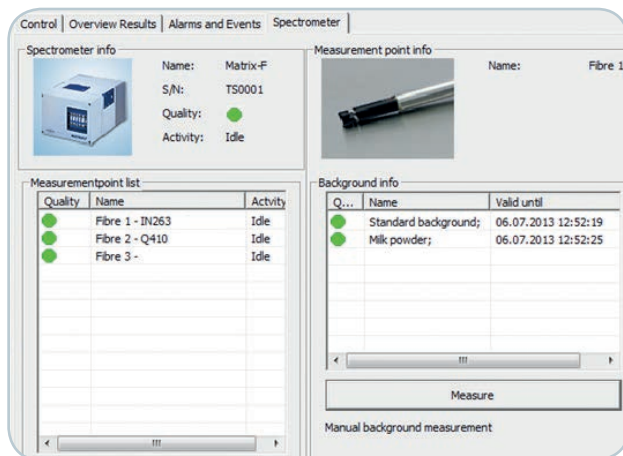 Control Overview Results Alarms and Events Spectrometer
Spectrometer info
Name: Matrix-F
S/N: TS0001
Quality:
Activity: Idle
Measurement point info
Name: Fibre 1
Measurementpoint list
Quality Name Actvity
Fibre 1 - IN263 Idle
Fibre 2 - Q410 Idle
Fibre 3 - Idle
Background info
Q... Name Valid until
Standard background; 06.07.2013 12:52:19
Milk powder; 06.07.2013 12:52:25
Measure
Manual background measurement